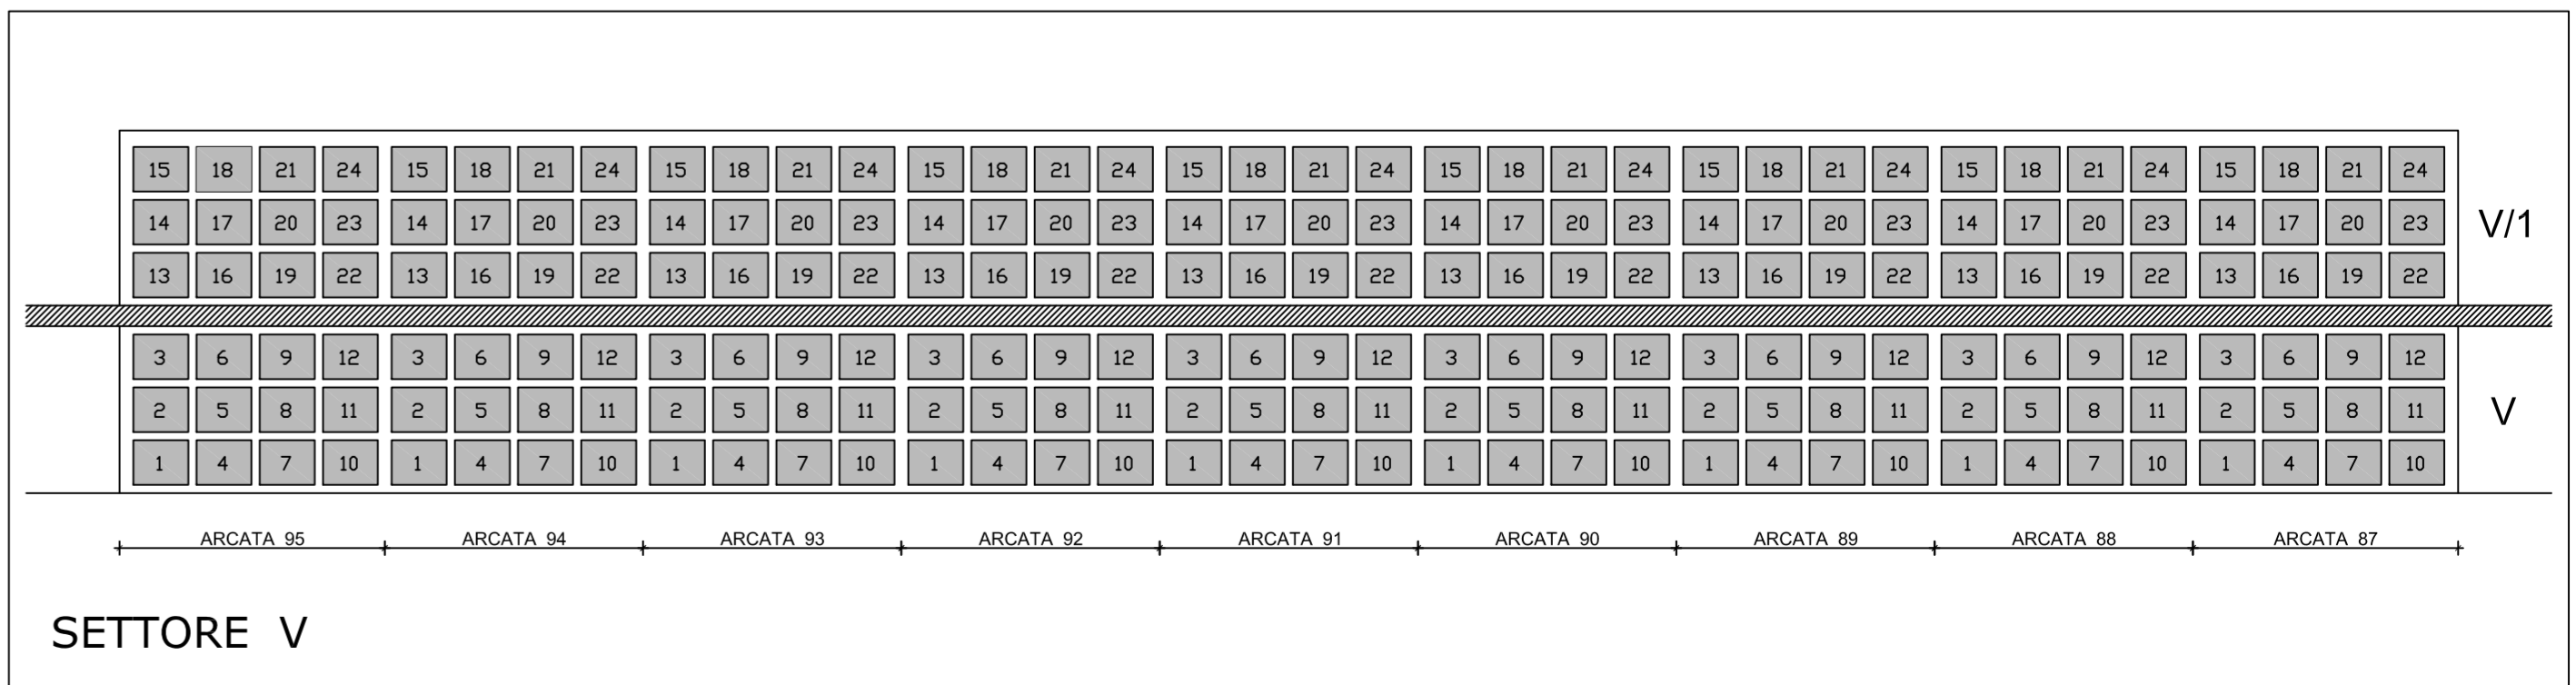 15 18 21 24 15 18 21 24 15 18 21 24 15 18 21 24 15 18 21 24 15 18 21 24 15 18 21 24 15 18 21 24 15 18 21 24
14 17 20 23 14 17 20 23 14 17 20 23 14 17 20 23 14 17 20 23 14 17 20 23 14 17 20 23 14 17 20 23 14 17 20 23 V/1
13 16 19 22 13 16 19 22 13 16 19 22 13 16 19 22 13 16 19 22 13 16 19 22 13 16 19 22 13 16 19 22 13 16 19 22
3 6 9 12 3 6 9 12 3 6 9 12 3 6 9 12 3 6 9 12 3 6 9 12 3 6 9 12 3 6 9 12 3 6 9 12
2 5 8 11 2 5 8 11 2 5 8 11 2 5 8 11 2 5 8 11 2 5 8 11 2 5 8 11 2 5 8 11 2 5 8 11 V
1 4 7 10 1 4 7 10 1 4 7 10 1 4 7 10 1 4 7 10 1 4 7 10 1 4 7 10 1 4 7 10 1 4 7 10
ARCATA 95 ARCATA 94 ARCATA 93 ARCATA 92 ARCATA 91 ARCATA 90 ARCATA 89 ARCATA 88 ARCATA 87
SETTORE V